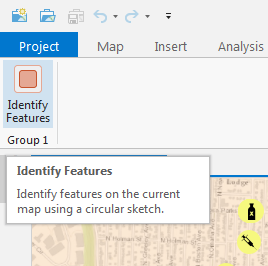 Project Map Insert Analysis
Identify
Features
Group 1
Identify Features
Identify features on the current
map using a circular sketch.